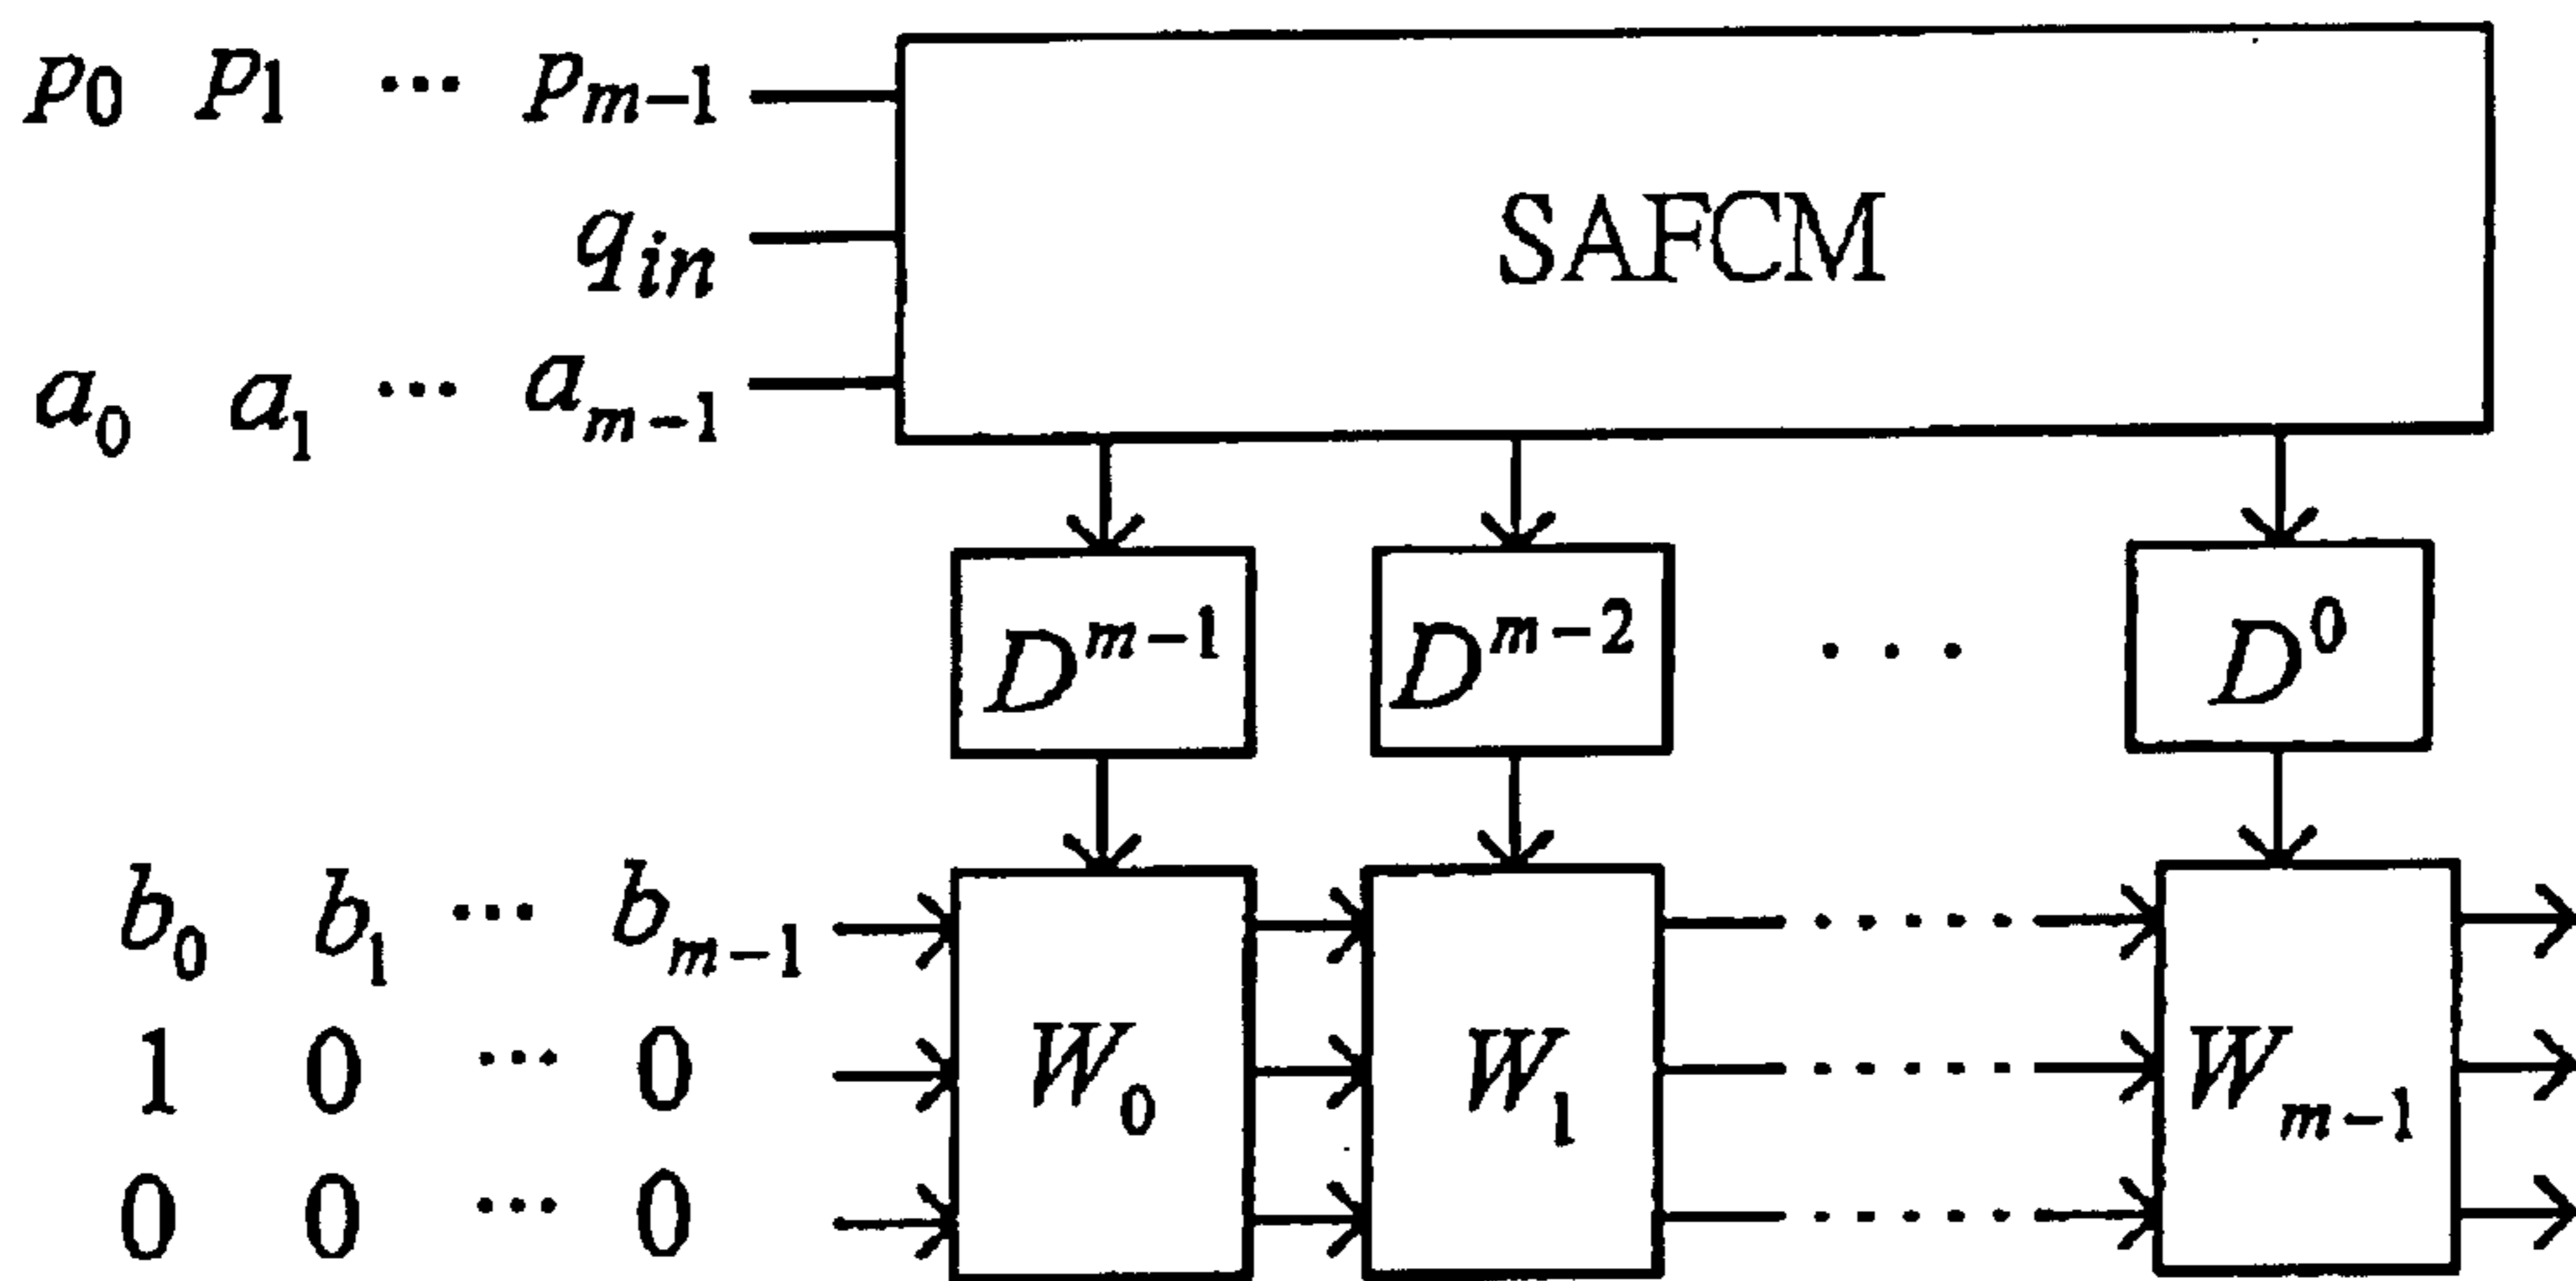 p₀ p₁ ··· pₘ₋₁
qᵢₙ
SAFCM
a₀ a₁ ··· aₘ₋₁
Dᵐ⁻¹ Dᵐ⁻² · · · D⁰
b₀ b₁ ··· bₘ₋₁
1 0 ··· 0
W₀ W₁ Wₘ₋₁
0 0 ··· 0